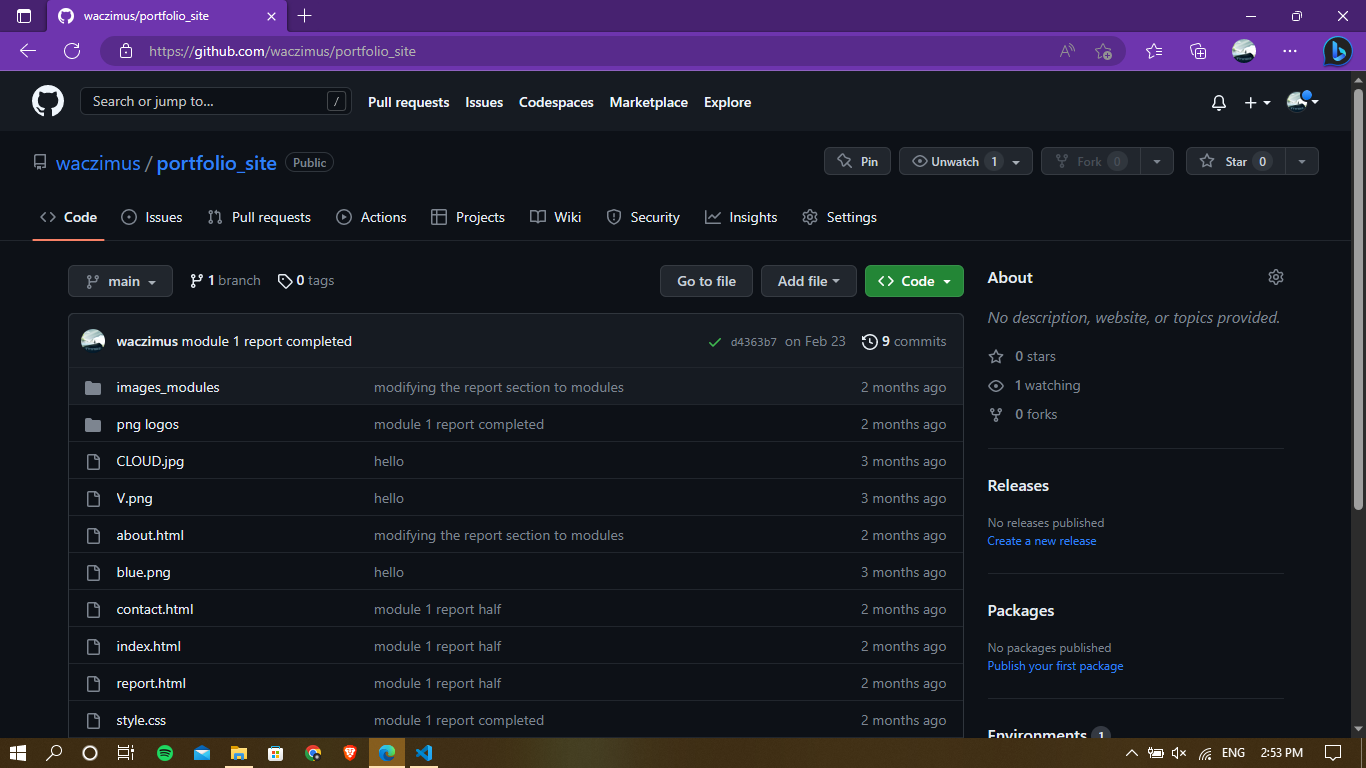 waczimus/portfolio_site
https://github.com/waczimus/portfolio_site
Search or jump to... /
Pull requests Issues Codespaces Marketplace Explore
waczimus / portfolio_site Public
Pin Unwatch 1 Fork 0 Star 0
Code Issues Pull requests Actions Projects Wiki Security Insights Settings
main 1 branch 0 tags Go to file Add file Code
waczimus module 1 report completed d4363b7 on Feb 23 9 commits
images_modules modifying the report section to modules 2 months ago
png logos module 1 report completed 2 months ago
CLOUD.jpg hello 3 months ago
V.png hello 3 months ago
about.html modifying the report section to modules 2 months ago
blue.png hello 3 months ago
contact.html module 1 report half 2 months ago
index.html module 1 report half 2 months ago
report.html module 1 report half 2 months ago
style.css module 1 report completed 2 months ago
About
No description, website, or topics provided.
0 stars
1 watching
0 forks
Releases
No releases published
Create a new release
Packages
No packages published
Publish your first package
Environments 1
ENG 2:53 PM